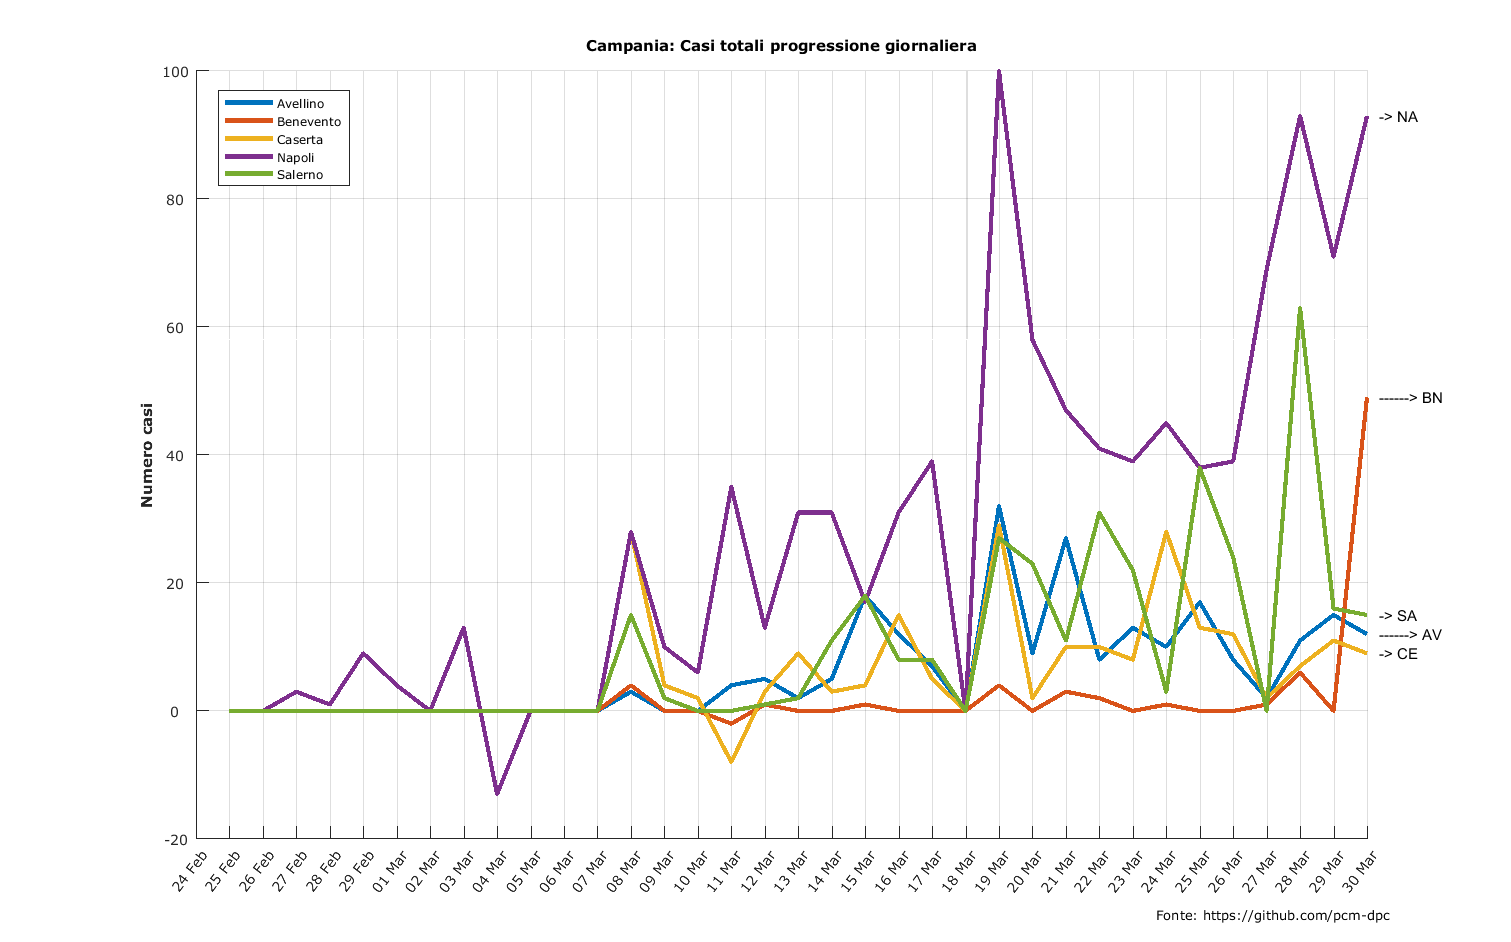 Campania: Casi totali progressione giornaliera
Numero casi
100
80
60
40
20
0
-20
Avellino
Benevento
Caserta
Napoli
Salerno
-> NA
------> BN
-> SA
------> AV
-> CE
24 Feb
25 Feb
26 Feb
27 Feb
28 Feb
29 Feb
01 Mar
02 Mar
03 Mar
04 Mar
05 Mar
06 Mar
07 Mar
08 Mar
09 Mar
10 Mar
11 Mar
12 Mar
13 Mar
14 Mar
15 Mar
16 Mar
17 Mar
18 Mar
19 Mar
20 Mar
21 Mar
22 Mar
23 Mar
24 Mar
25 Mar
26 Mar
27 Mar
28 Mar
29 Mar
30 Mar
Fonte: https://github.com/pcm-dpc